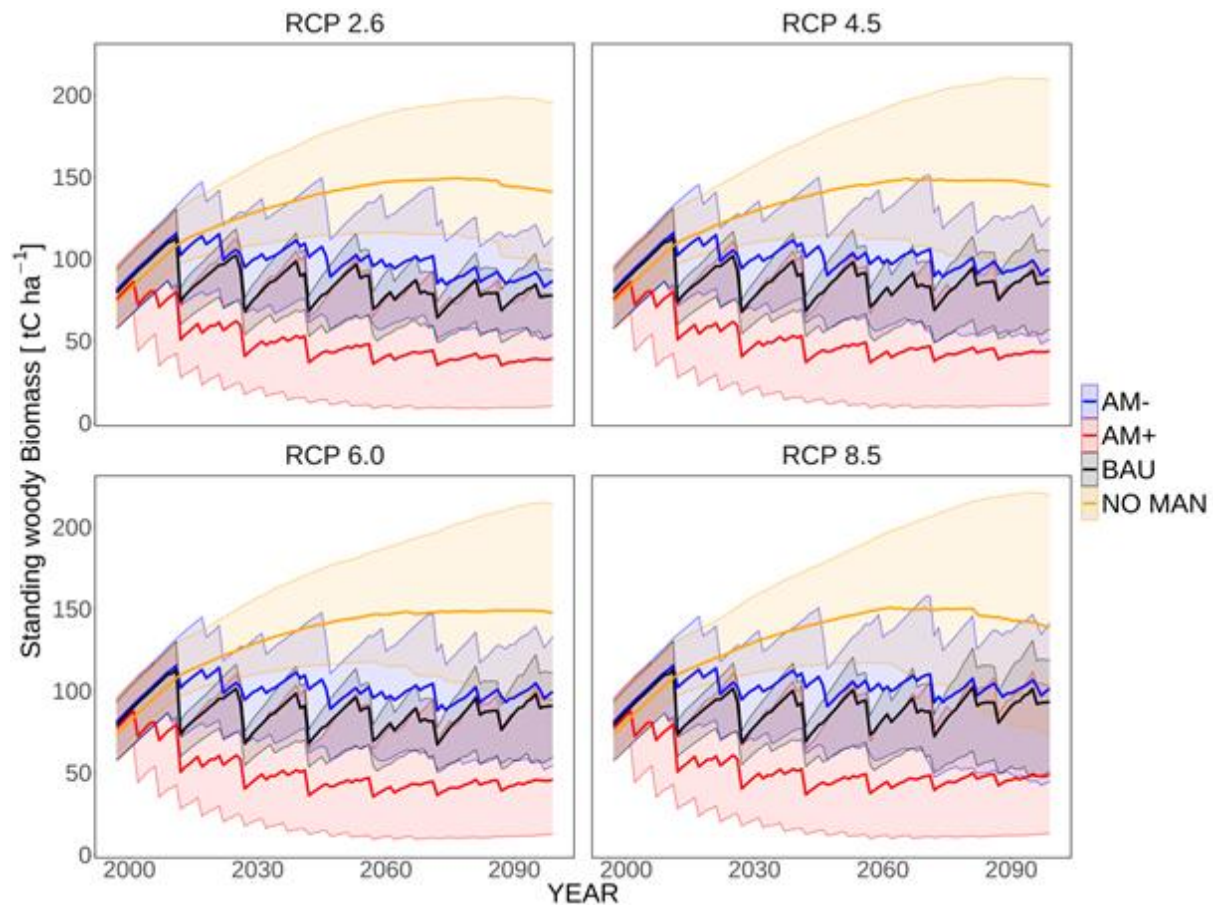 RCP 2.6
RCP 4.5
200
150
100
50
0
RCP 6.0
RCP 8.5
200
150
100
50
0
2000
2030
2060
2090
2000
2030
2060
2090
YEAR
Standing woody Biomass [ tC ha⁻¹]
AM-
AM+
BAU
NO MAN